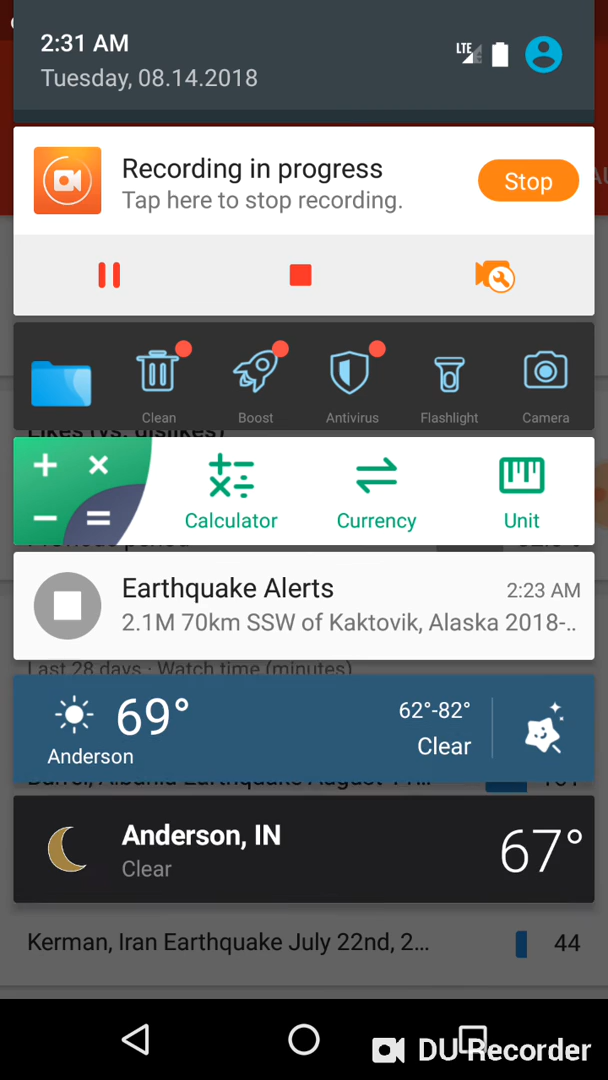 2:31 AM
LTE
Tuesday, 08.14.2018
Recording in progress
Tap here to stop recording.
Stop
Clean
Boost
Antivirus
Flashlight
Camera
Likes (vs. dislikes)
Calculator
Currency
Unit
Earthquake Alerts
2:23 AM
2.1M 70km SSW of Kaktovik, Alaska 2018-..
Last 28 days · Watch time (minutes)
69°
62°-82°
Anderson
Clear
Anderson, IN
Clear
67°
Kerman, Iran Earthquake July 22nd, 2...
44
DU Recorder